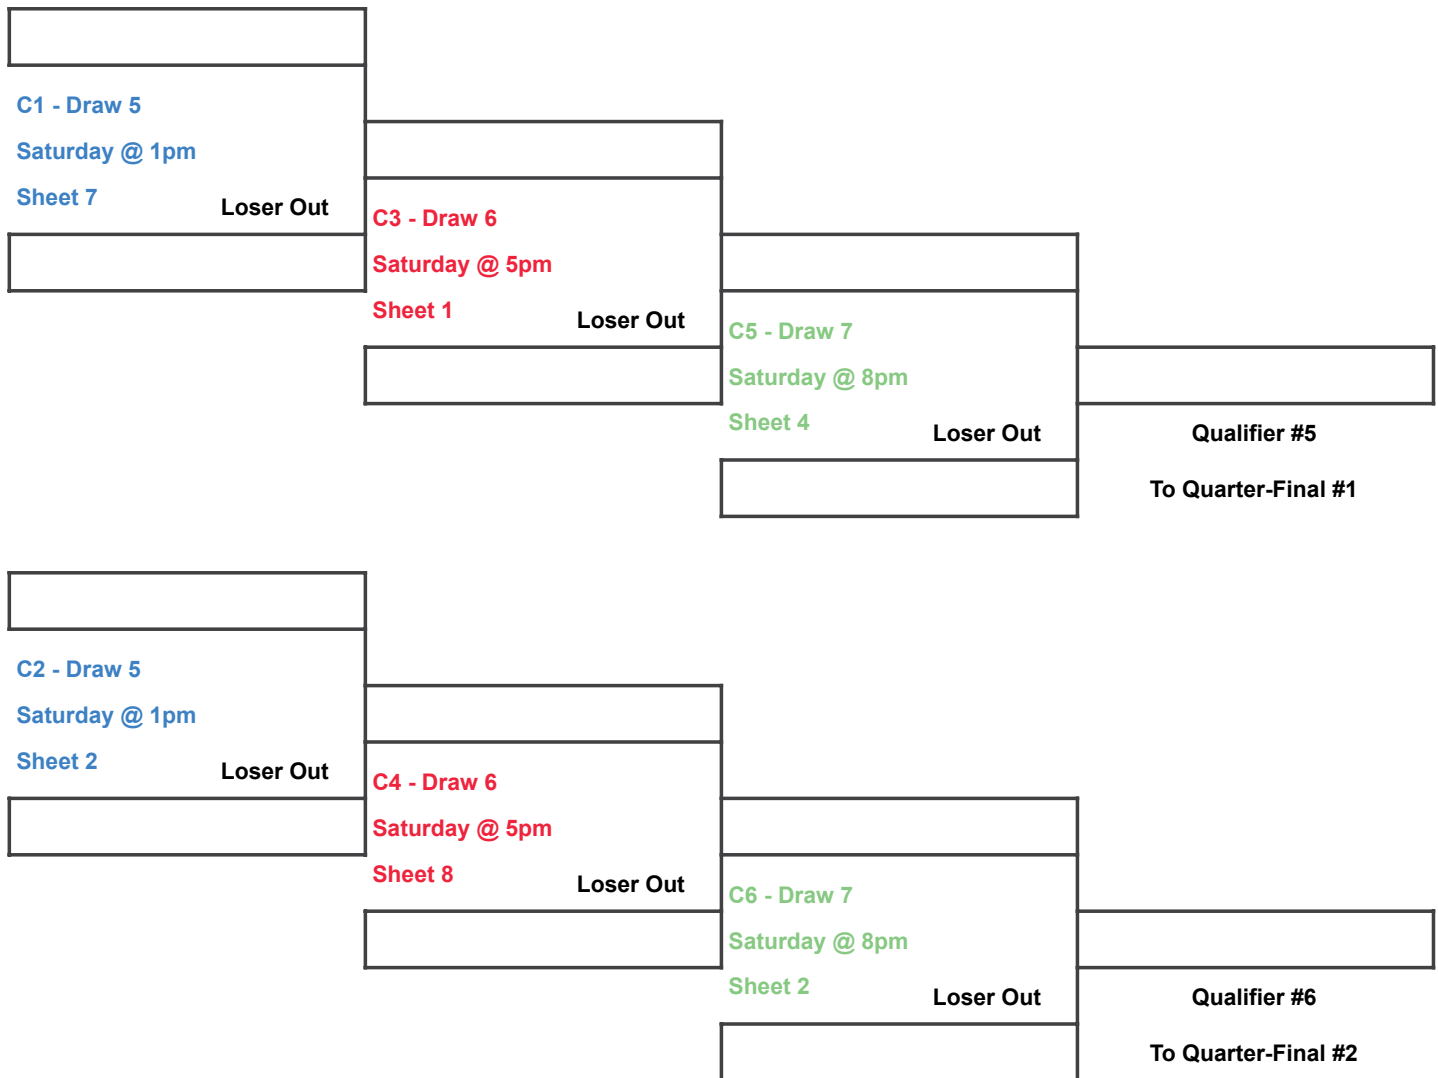 C1 - Draw 5
Saturday @ 1pm
Sheet 7
Loser Out
C3 - Draw 6
Saturday @ 5pm
Sheet 1
Loser Out
C5 - Draw 7
Saturday @ 8pm
Sheet 4
Loser Out
Qualifier #5
To Quarter-Final #1
C2 - Draw 5
Saturday @ 1pm
Sheet 2
Loser Out
C4 - Draw 6
Saturday @ 5pm
Sheet 8
Loser Out
C6 - Draw 7
Saturday @ 8pm
Sheet 2
Loser Out
Qualifier #6
To Quarter-Final #2